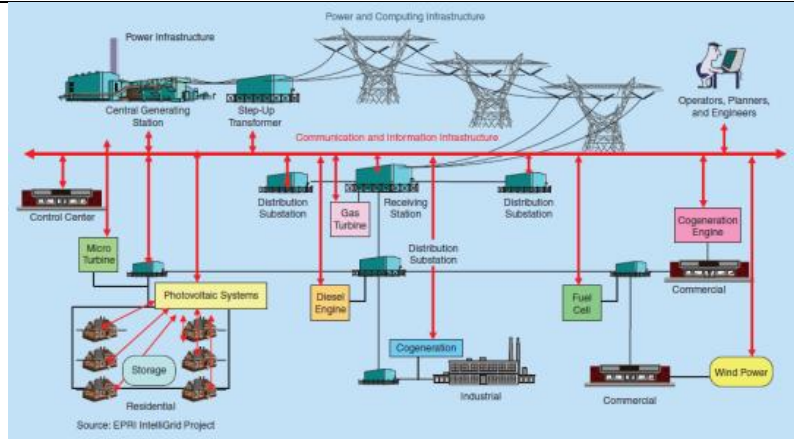 Power and Computing Infrastructure
Power Infrastructure
Central Generating
Station
Step-Up
Transformer
Operators, Planners,
and Engineers
Communication and Information Infrastructure
Control Center
Distribution
Substation
Receiving
Station
Distribution
Substation
Gas
Turbine
Cogeneration
Engine
Micro
Turbine
Distribution
Substation
Commercial
Photovoltaic Systems
Diesel
Engine
Fuel
Cell
Cogeneration
Storage
Wind Power
Residential
Industrial
Commercial
Source: EPRI IntelliGrid Project